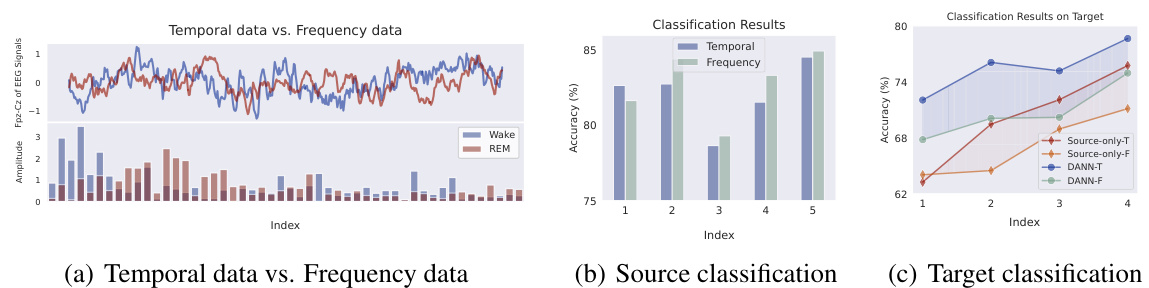 Temporal data vs. Frequency data
Fpz-Cz of EEG Signals
1
0
−1
Amplitude
3
2
1
0
Wake
REM
Index
(a) Temporal data vs. Frequency data
Classification Results
Accuracy (%)
85
80
75
Temporal
Frequency
1 2 3 4 5
Index
(b) Source classification
Classification Results on Target
Accuracy (%)
80
74
68
62
Source-only-T
Source-only-F
DANN-T
DANN-F
1 2 3 4
Index
(c) Target classification